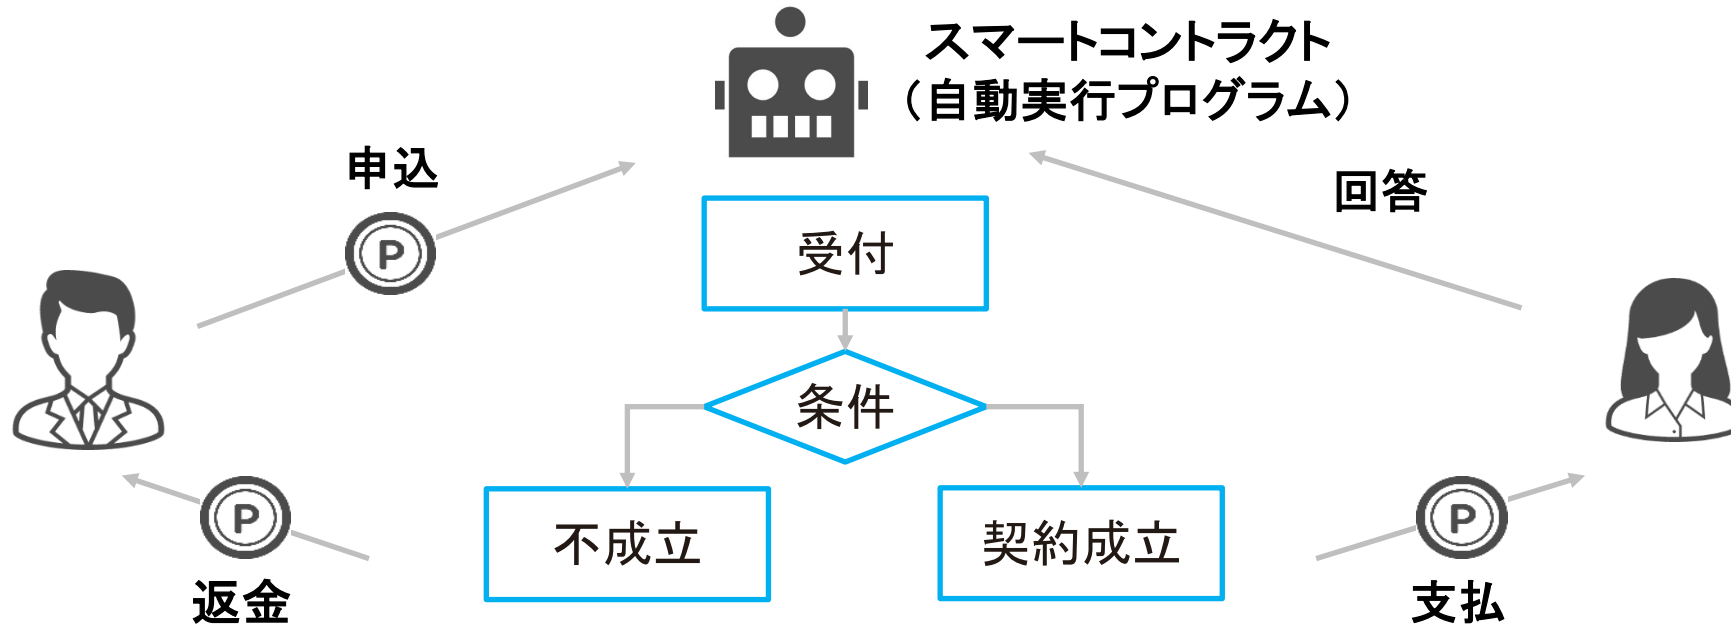 スマートコントラクト
（自動実行プログラム）
申込
P
回答
受付
条件
不成立
契約成立
P
返金
P
支払